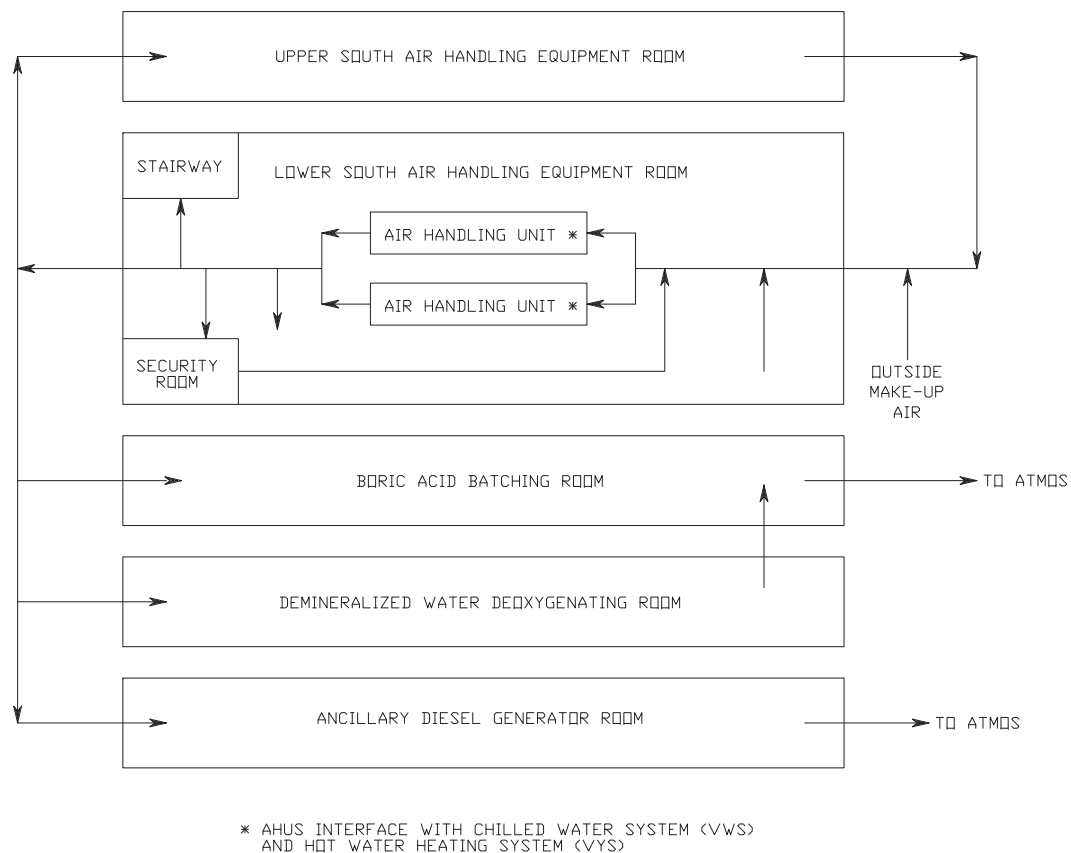 UPPER SOUTH AIR HANDLING EQUIPMENT ROOM
STAIRWAY
LOWER SOUTH AIR HANDLING EQUIPMENT ROOM
AIR HANDLING UNIT *
AIR HANDLING UNIT *
SECURITY
ROOM
OUTSIDE
MAKE-UP
AIR
BORIC ACID BATCHING ROOM
TO ATMOS
DEMINERALIZED WATER DEOXYGENATING ROOM
ANCILLARY DIESEL GENERATOR ROOM
TO ATMOS
* AHUS INTERFACE WITH CHILLED WATER SYSTEM (VWS)
AND HOT WATER HEATING SYSTEM (VYS)